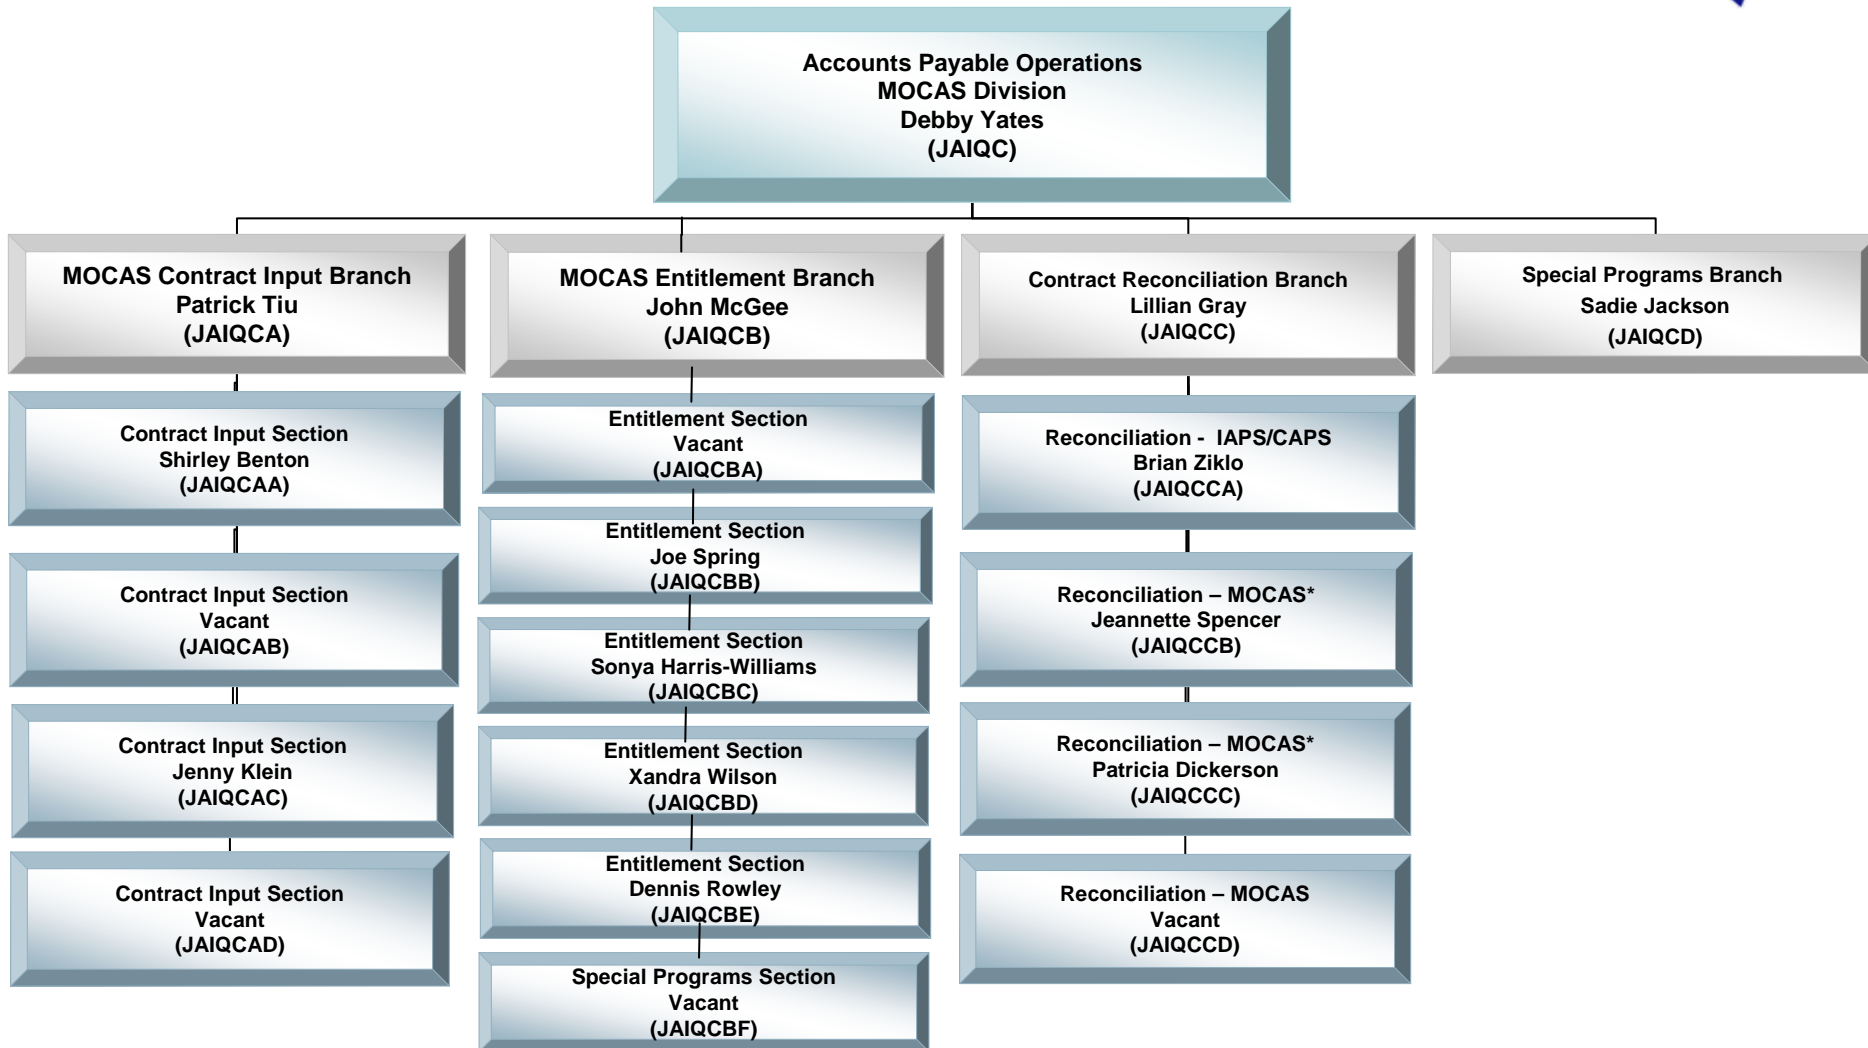 Accounts Payable Operations
MOCAS Division
Debby Yates
(JAIQC)
MOCAS Contract Input Branch
Patrick Tiu
(JAIQCA)
Contract Input Section
Shirley Benton
(JAIQCAA)
Contract Input Section
Vacant
(JAIQCAB)
Contract Input Section
Jenny Klein
(JAIQCAC)
Contract Input Section
Vacant
(JAIQCAD)
MOCAS Entitlement Branch
John McGee
(JAIQCB)
Entitlement Section
Vacant
(JAIQCBA)
Entitlement Section
Joe Spring
(JAIQCBB)
Entitlement Section
Sonya Harris-Williams
(JAIQCBC)
Entitlement Section
Xandra Wilson
(JAIQCBD)
Entitlement Section
Dennis Rowley
(JAIQCBE)
Special Programs Section
Vacant
(JAIQCBF)
Contract Reconciliation Branch
Lillian Gray
(JAIQCC)
Reconciliation - IAPS/CAPS
Brian Ziklo
(JAIQCCA)
Reconciliation – MOCAS*
Jeannette Spencer
(JAIQCCB)
Reconciliation – MOCAS*
Patricia Dickerson
(JAIQCCC)
Reconciliation – MOCAS
Vacant
(JAIQCCD)
Special Programs Branch
Sadie Jackson
(JAIQCD)